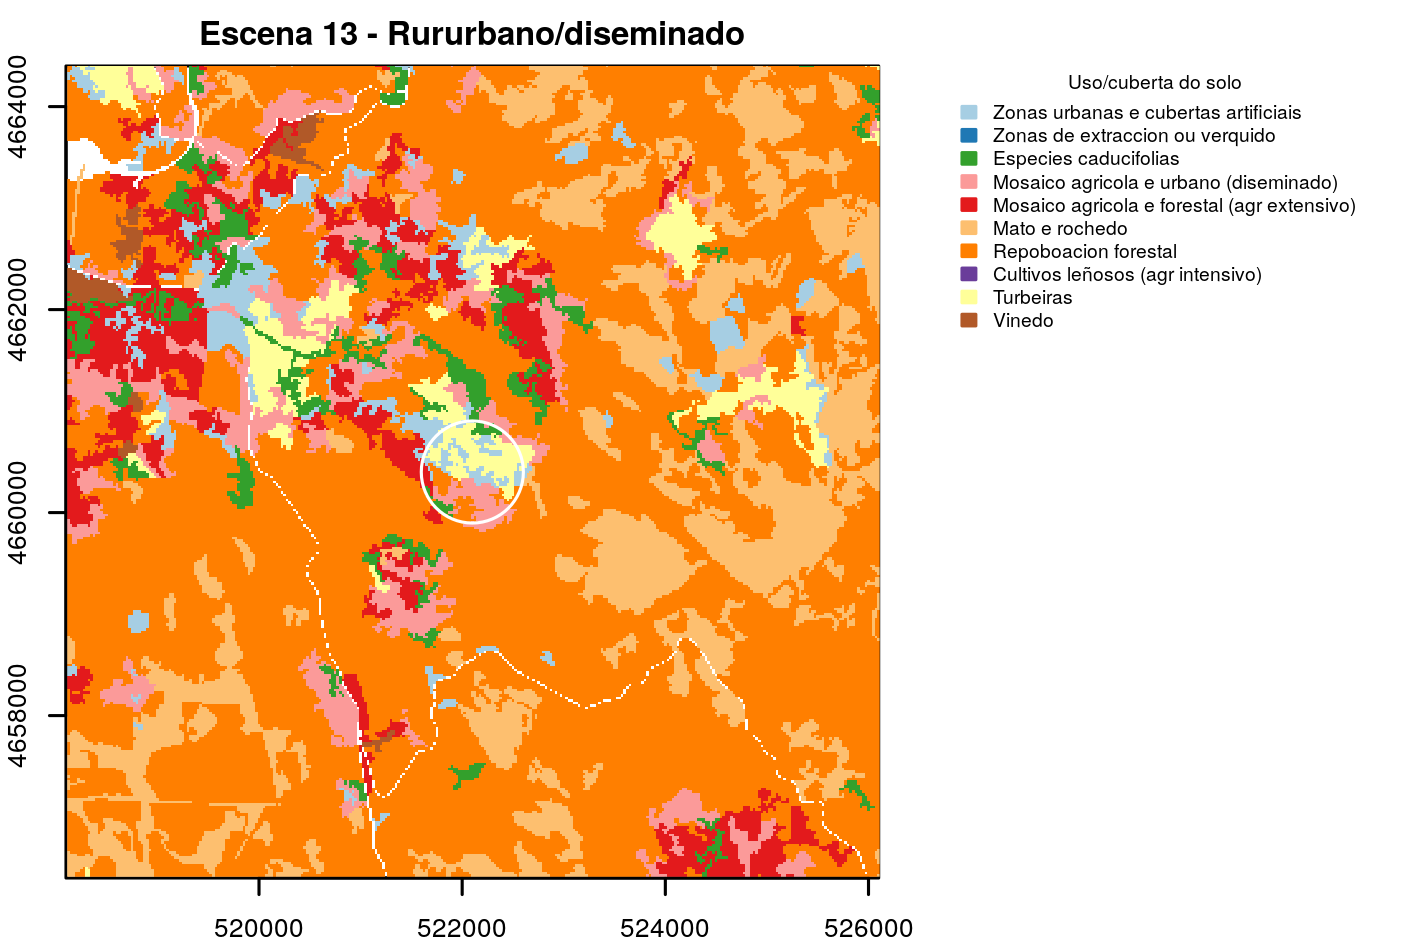 Escena 13 - Rururbano/diseminado
Uso/cuberta do solo
Zonas urbanas e cubertas artificiais
Zonas de extraccion ou verquido
Especies caducifolias
Mosaico agricola e urbano (diseminado)
Mosaico agricola e forestal (agr extensivo)
Mato e rochedo
Repoboacion forestal
Cultivos leñosos (agr intensivo)
Turbeiras
Vinedo
4664000
4662000
4660000
4658000
520000
522000
524000
526000